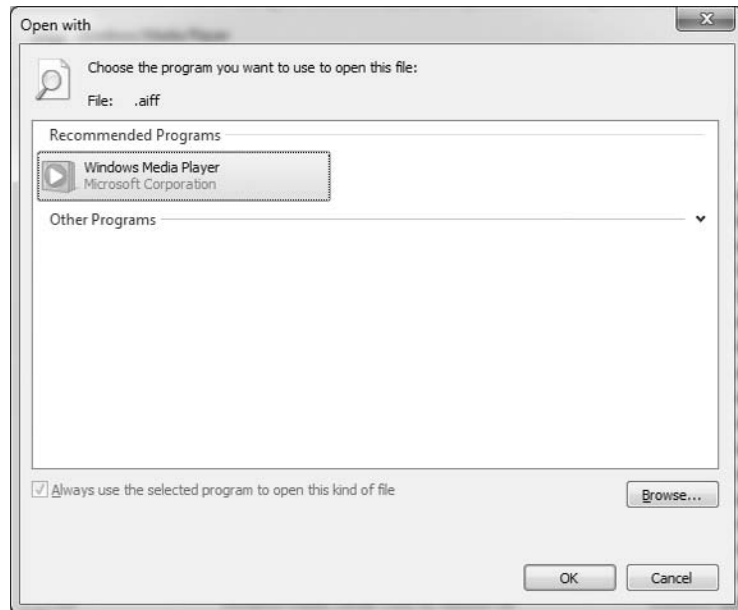 Open with
Choose the program you want to use to open this file:
File: .aiff
Recommended Programs
Windows Media Player
Microsoft Corporation
Other Programs
Always use the selected program to open this kind of file
Browse...
OK
Cancel